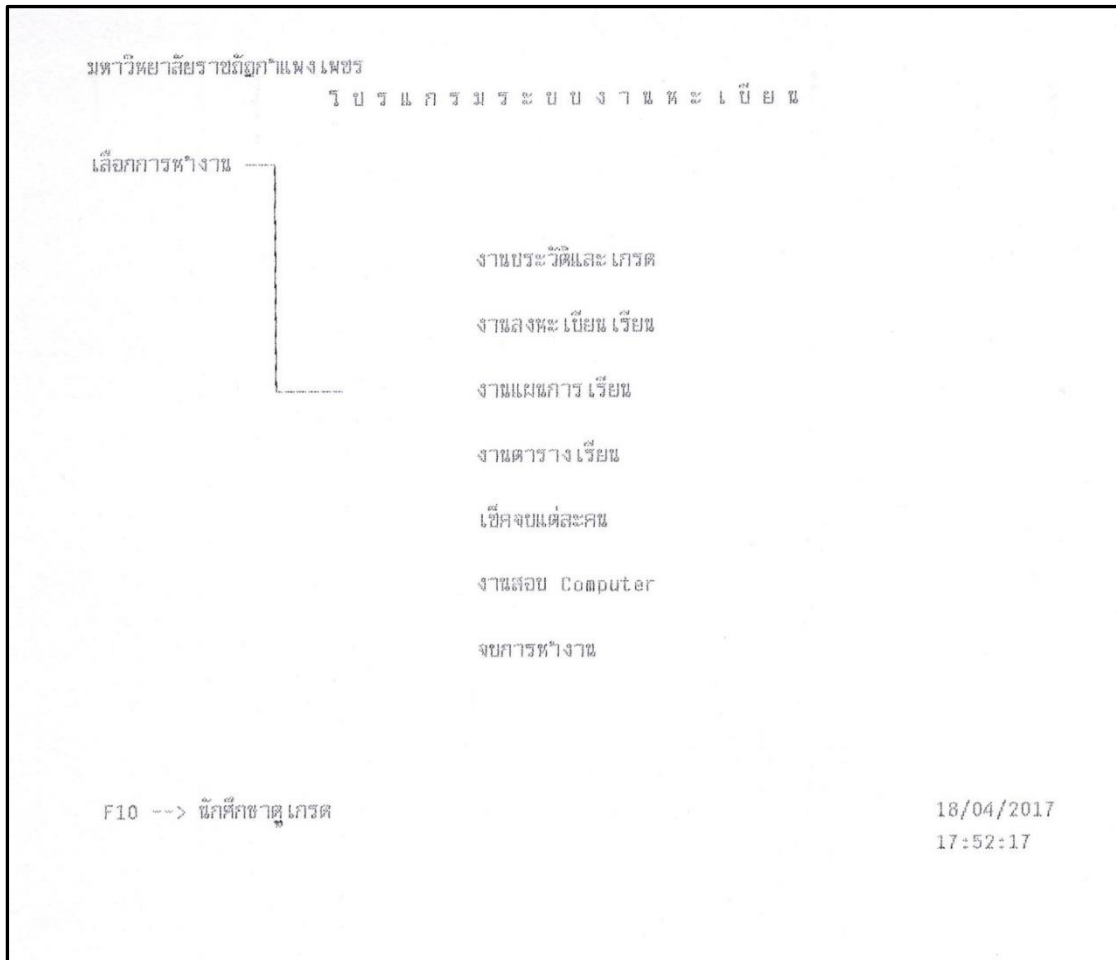 มหาวิทยาลัยราชภัฏกำแพงเพชร
โ ป ร แ ก ร ม ร ะ บ บ ง า น ท ะ เ บี ย น
เลือกการทำงาน
งานประวัติและเกรด
งานลงทะเบียนเรียน
งานแผนการเรียน
งานตารางเรียน
เช็คจบแต่ละคน
งานสอบ Computer
จบการทำงาน
F10 --> นักศึกษาดูเกรด
18/04/2017
17:52:17